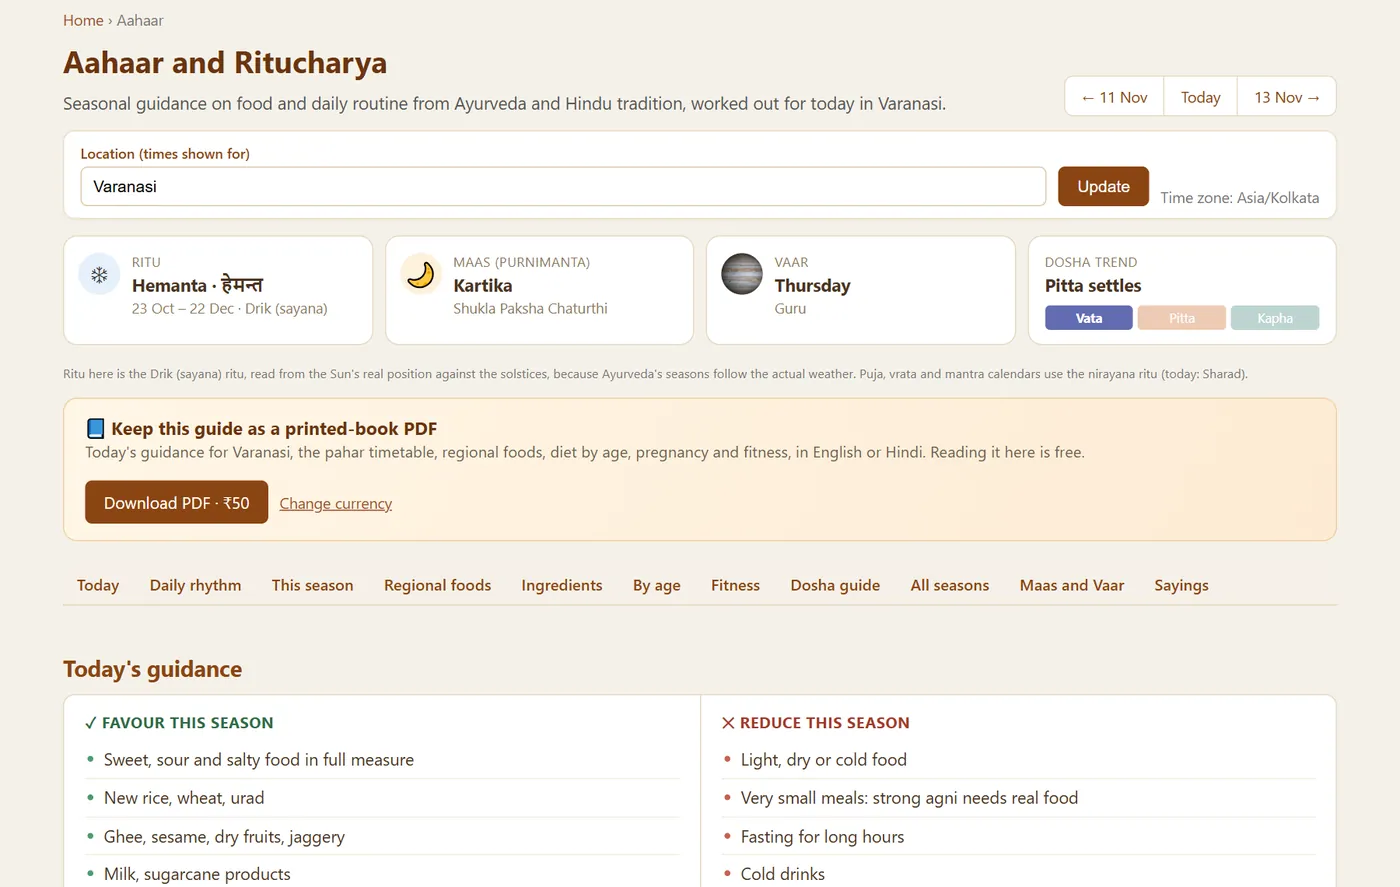 Home › Aahaar
Aahaar and Ritucharya
Seasonal guidance on food and daily routine from Ayurveda and Hindu tradition, worked out for today in Varanasi.
← 11 Nov
Today
13 Nov →
Location (times shown for)
Varanasi
Update
Time zone: Asia/Kolkata
RITU
Hemanta · हेमन्त
23 Oct – 22 Dec · Drik (sayana)
MAAS (PURNIMANTA)
Kartika
Shukla Paksha Chaturthi
VAAR
Thursday
Guru
DOSHA TREND
Pitta settles
Vata
Pitta
Kapha
Ritu here is the Drik (sayana) ritu, read from the Sun's real position against the solstices, because Ayurveda's seasons follow the actual weather. Puja, vrata and mantra calendars use the nirayana ritu (today: Sharad).
Keep this guide as a printed-book PDF
Today's guidance for Varanasi, the pahar timetable, regional foods, diet by age, pregnancy and fitness, in English or Hindi. Reading it here is free.
Download PDF · ₹50
Change currency
Today
Daily rhythm
This season
Regional foods
Ingredients
By age
Fitness
Dosha guide
All seasons
Maas and Vaar
Sayings
Today's guidance
✓ FAVOUR THIS SEASON
• Sweet, sour and salty food in full measure
• New rice, wheat, urad
• Ghee, sesame, dry fruits, jaggery
• Milk, sugarcane products
✕ REDUCE THIS SEASON
• Light, dry or cold food
• Very small meals: strong agni needs real food
• Fasting for long hours
• Cold drinks